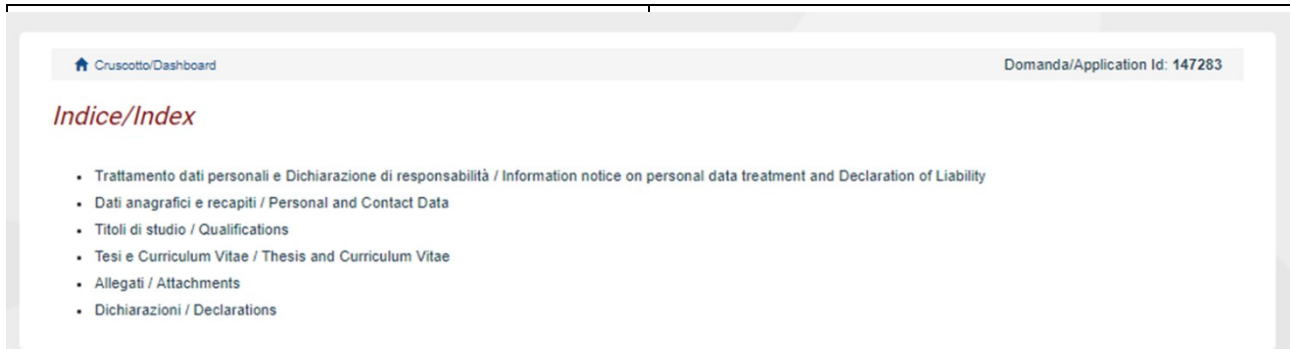 Cruscotto/Dashboard
Domanda/Application Id: 147283
Indice/Index
Trattamento dati personali e Dichiarazione di responsabilità / Information notice on personal data treatment and Declaration of Liability
Dati anagrafici e recapiti / Personal and Contact Data
Titoli di studio / Qualifications
Tesi e Curriculum Vitae / Thesis and Curriculum Vitae
Allegati / Attachments
Dichiarazioni / Declarations